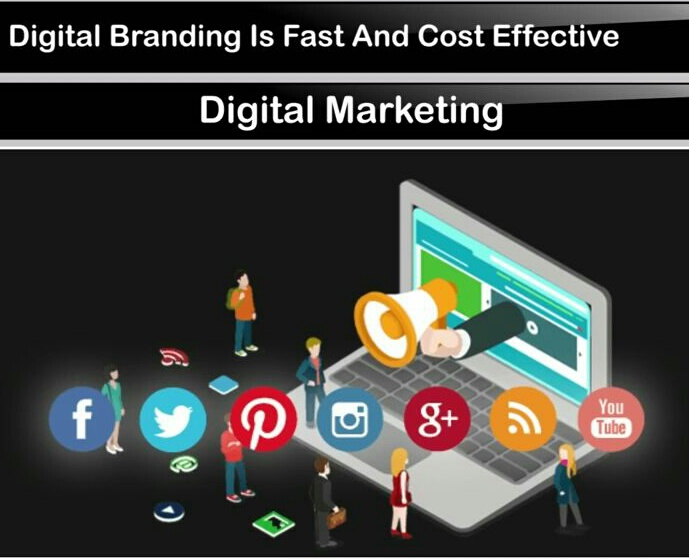 Digital Branding Is Fast And Cost Effective
Digital Marketing
f
g+
You
Tube